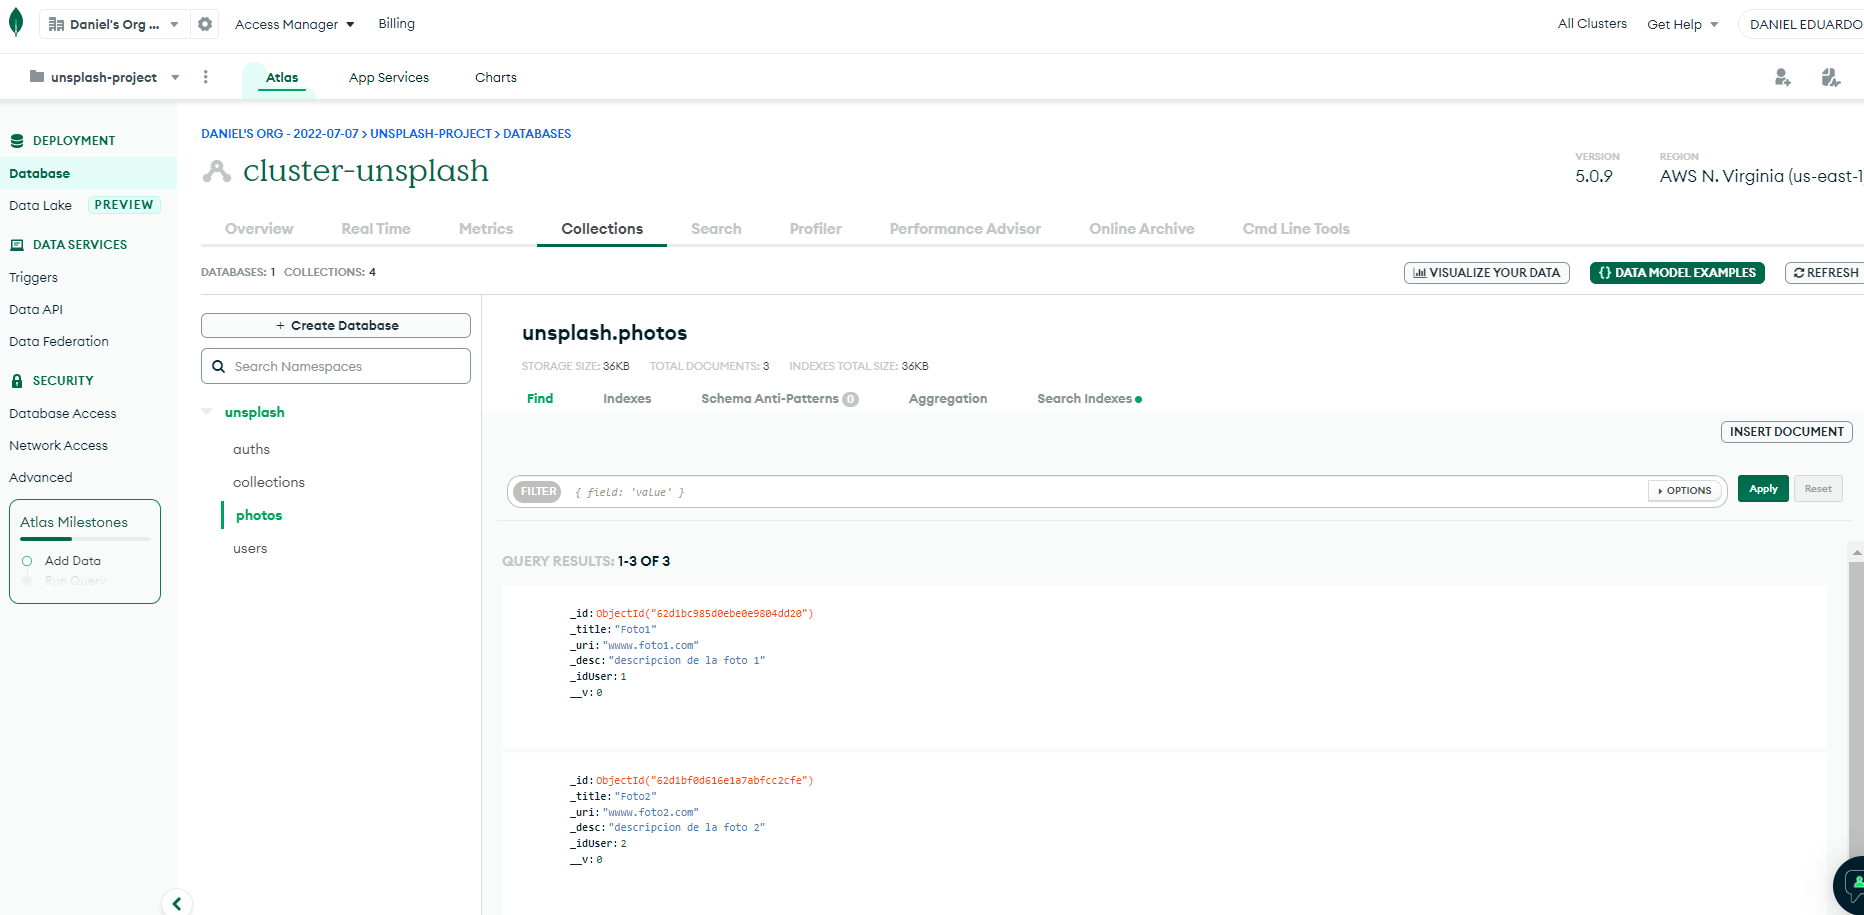 Daniel's Org ...
Access Manager
Billing
All Clusters
Get Help
DANIEL EDUARDO
unsplash-project
Atlas
App Services
Charts
DEPLOYMENT
Database
Data Lake PREVIEW
DATA SERVICES
Triggers
Data API
Data Federation
SECURITY
Database Access
Network Access
Advanced
Atlas Milestones
Add Data
Run Query
DANIEL'S ORG - 2022-07-07 > UNSPLASH-PROJECT > DATABASES
cluster-unsplash
VERSION
5.0.9
REGION
AWS N. Virginia (us-east-1
Overview
Real Time
Metrics
Collections
Search
Profiler
Performance Advisor
Online Archive
Cmd Line Tools
DATABASES: 1 COLLECTIONS: 4
VISUALIZE YOUR DATA
{} DATA MODEL EXAMPLES
REFRESH
+ Create Database
Search Namespaces
unsplash
auths
collections
photos
users
unsplash.photos
STORAGE SIZE: 36KB TOTAL DOCUMENTS: 3 INDEXES TOTAL SIZE: 36KB
Find
Indexes
Schema Anti-Patterns 0
Aggregation
Search Indexes
INSERT DOCUMENT
FILTER { field: 'value' }
OPTIONS
Apply
Reset
QUERY RESULTS: 1-3 OF 3
_id: ObjectId("62d1bc985d0ebe0e9804dd20")
_title: "Foto1"
_uri: "wwww.foto1.com"
_desc: "descripcion de la foto 1"
_idUser: 1
__v: 0
_id: ObjectId("62d1bf0d616e1a7abfcc2cfe")
_title: "Foto2"
_uri: "wwww.foto2.com"
_desc: "descripcion de la foto 2"
_idUser: 2
__v: 0